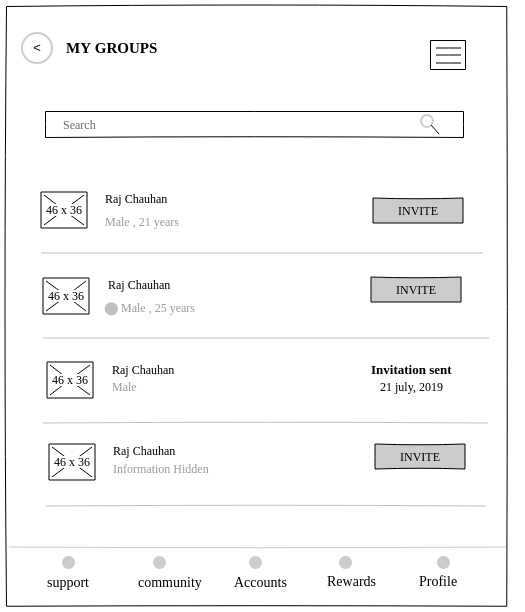 < MY GROUPS
Search
46 x 36 Raj Chauhan INVITE
Male , 21 years
46 x 36 Raj Chauhan INVITE
Male , 25 years
46 x 36 Raj Chauhan Invitation sent
Male 21 july, 2019
46 x 36 Raj Chauhan INVITE
Information Hidden
support community Accounts Rewards Profile